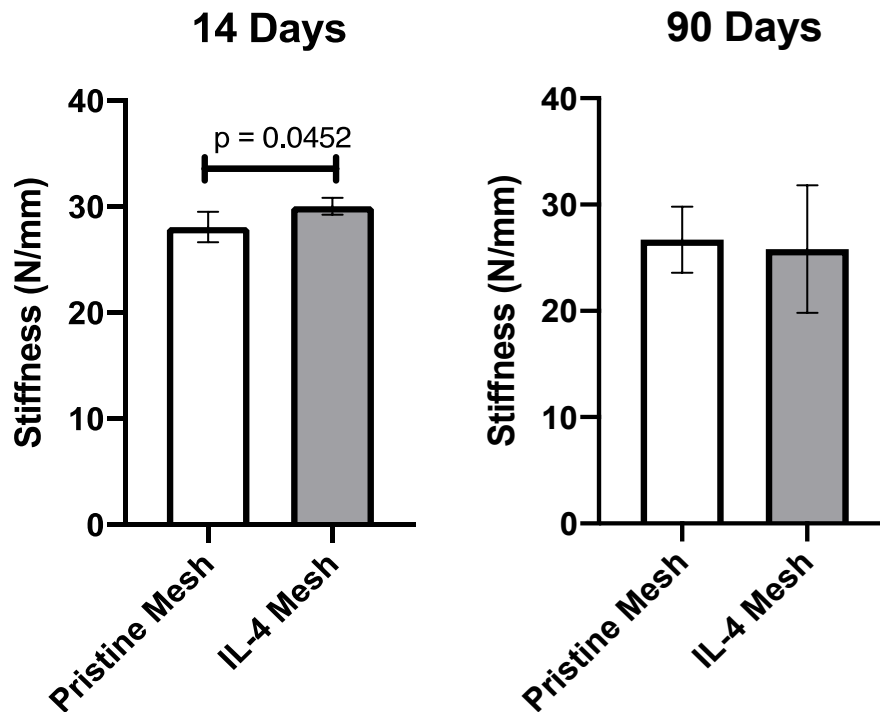 14 Days
40
30
20
10
0
Stiffness (N/mm)
p = 0.0452
Pristine Mesh
IL-4 Mesh
90 Days
40
30
20
10
0
Stiffness (N/mm)
Pristine Mesh
IL-4 Mesh